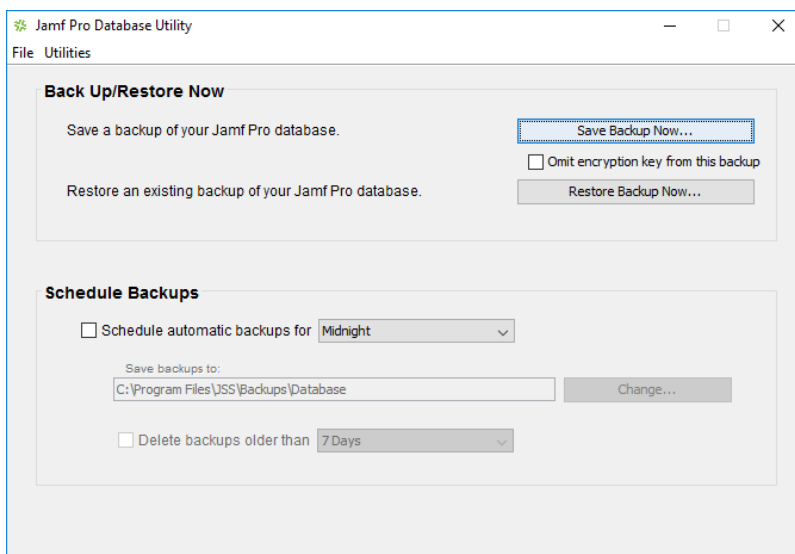 Jamf Pro Database Utility
File Utilities
Back Up/Restore Now
Save a backup of your Jamf Pro database.
Save Backup Now...
Omit encryption key from this backup
Restore an existing backup of your Jamf Pro database.
Restore Backup Now...
Schedule Backups
Schedule automatic backups for
Midnight
Save backups to:
C:\Program Files\JSS\Backups\Database
Change...
Delete backups older than
7 Days